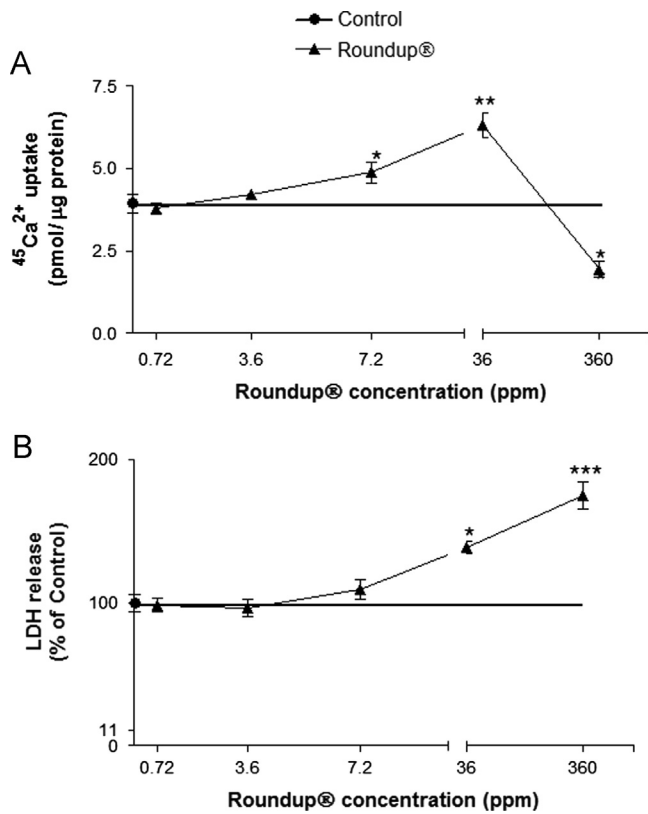 Control
Roundup®
A
7.5
**
5.0
*
2.5
*
*
0.0
45Ca2+ uptake
(pmol/µg protein)
0.72 3.6 7.2 36 360
Roundup® concentration (ppm)
B
200
***
*
100
11
0
LDH release
(% of Control)
0.72 3.6 7.2 36 360
Roundup® concentration (ppm)